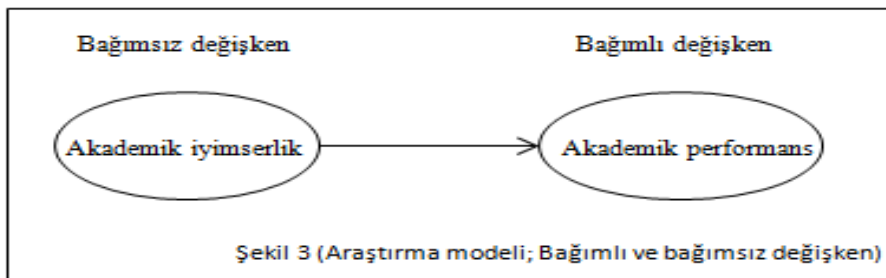 Bağımsız değişken
Bağımlı değişken
Akademik iyimserlik
Akademik performans
Şekil 3 (Araştırma modeli; Bağımlı ve bağımsız değişken)